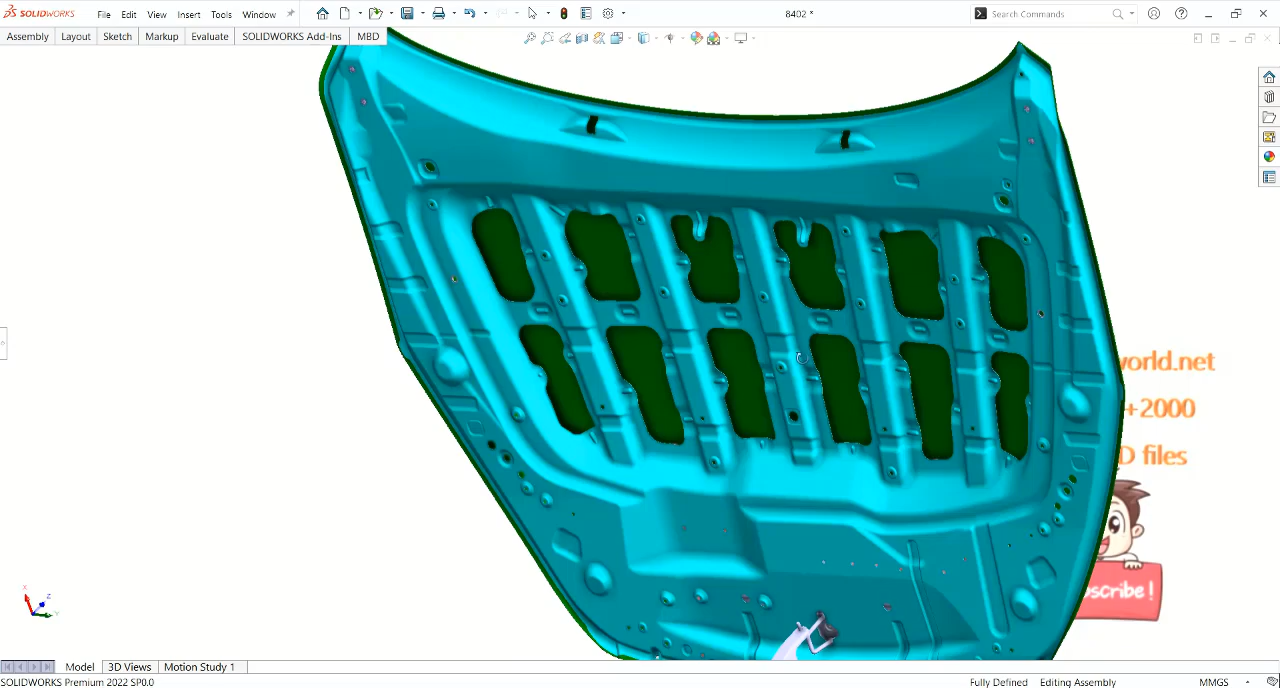 SOLIDWORKS File Edit View Insert Tools Window 8402 * Search Commands
Assembly Layout Sketch Markup Evaluate SOLIDWORKS Add-Ins MBD
world.net
+2000
D files
scribe !
X
Z
Y
Model 3D Views Motion Study 1
SOLIDWORKS Premium 2022 SP0.0 Fully Defined Editing Assembly MMGS